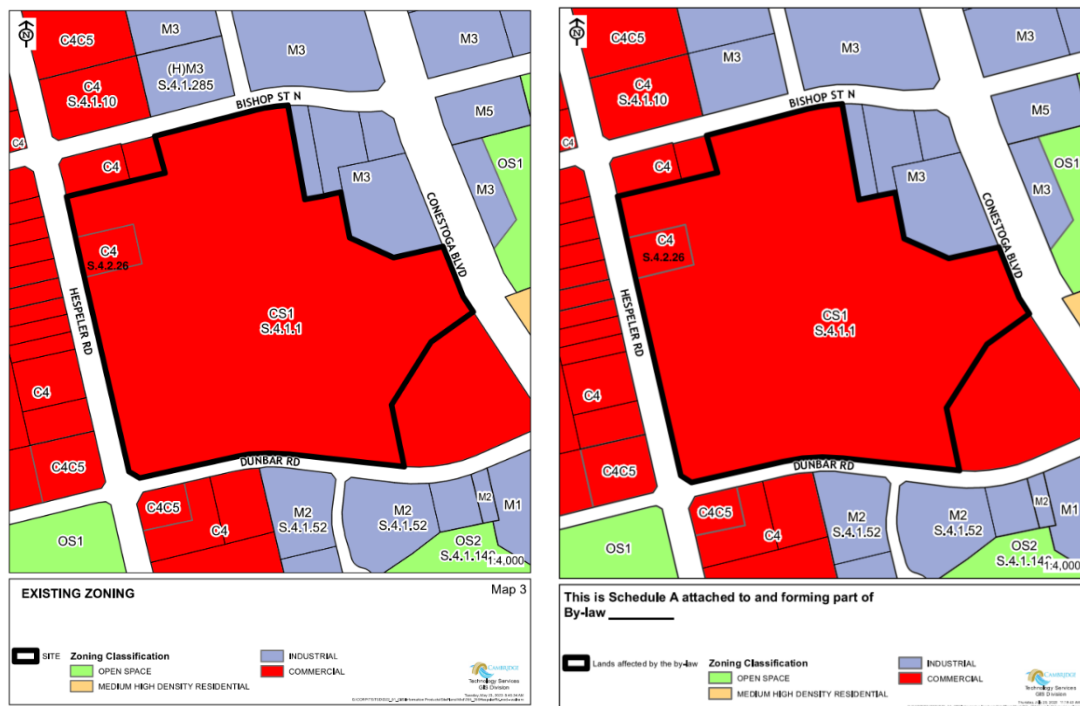 N
C4C5
M3
M3
M3
(H)M3
S.4.1.285
C4
S.4.1.10
BISHOP ST N
M5
C4
C4
OS1
M3
M3
CONESTOGA BLVD
C4
S.4.2.26
HESPELER RD
CS1
S.4.1.1
C4
C4C5
DUNBAR RD
C4C5
C4
M2
S.4.1.52
M2
S.4.1.52
M2
M1
OS1
OS2
1:4,000
EXISTING ZONING
Map 3
SITE
Zoning Classification
OPEN SPACE
MEDIUM HIGH DENSITY RESIDENTIAL
INDUSTRIAL
COMMERCIAL
CAMBRIDGE
Technology Services
GIS Division
N
C4C5
M3
M3
M3
C4
S.4.1.10
BISHOP ST N
M5
C4
C4
OS1
M3
M3
CONESTOGA BLVD
C4
S.4.2.26
HESPELER RD
CS1
S.4.1.1
C4
C4C5
DUNBAR RD
C4C5
C4
M2
S.4.1.52
M2
S.4.1.52
M2
M1
OS1
OS2
1:4,000
This is Schedule A attached to and forming part of
By-law ________
Lands affected by the by-law
Zoning Classification
OPEN SPACE
MEDIUM HIGH DENSITY RESIDENTIAL
INDUSTRIAL
COMMERCIAL
CAMBRIDGE
Technology Services
GIS Division